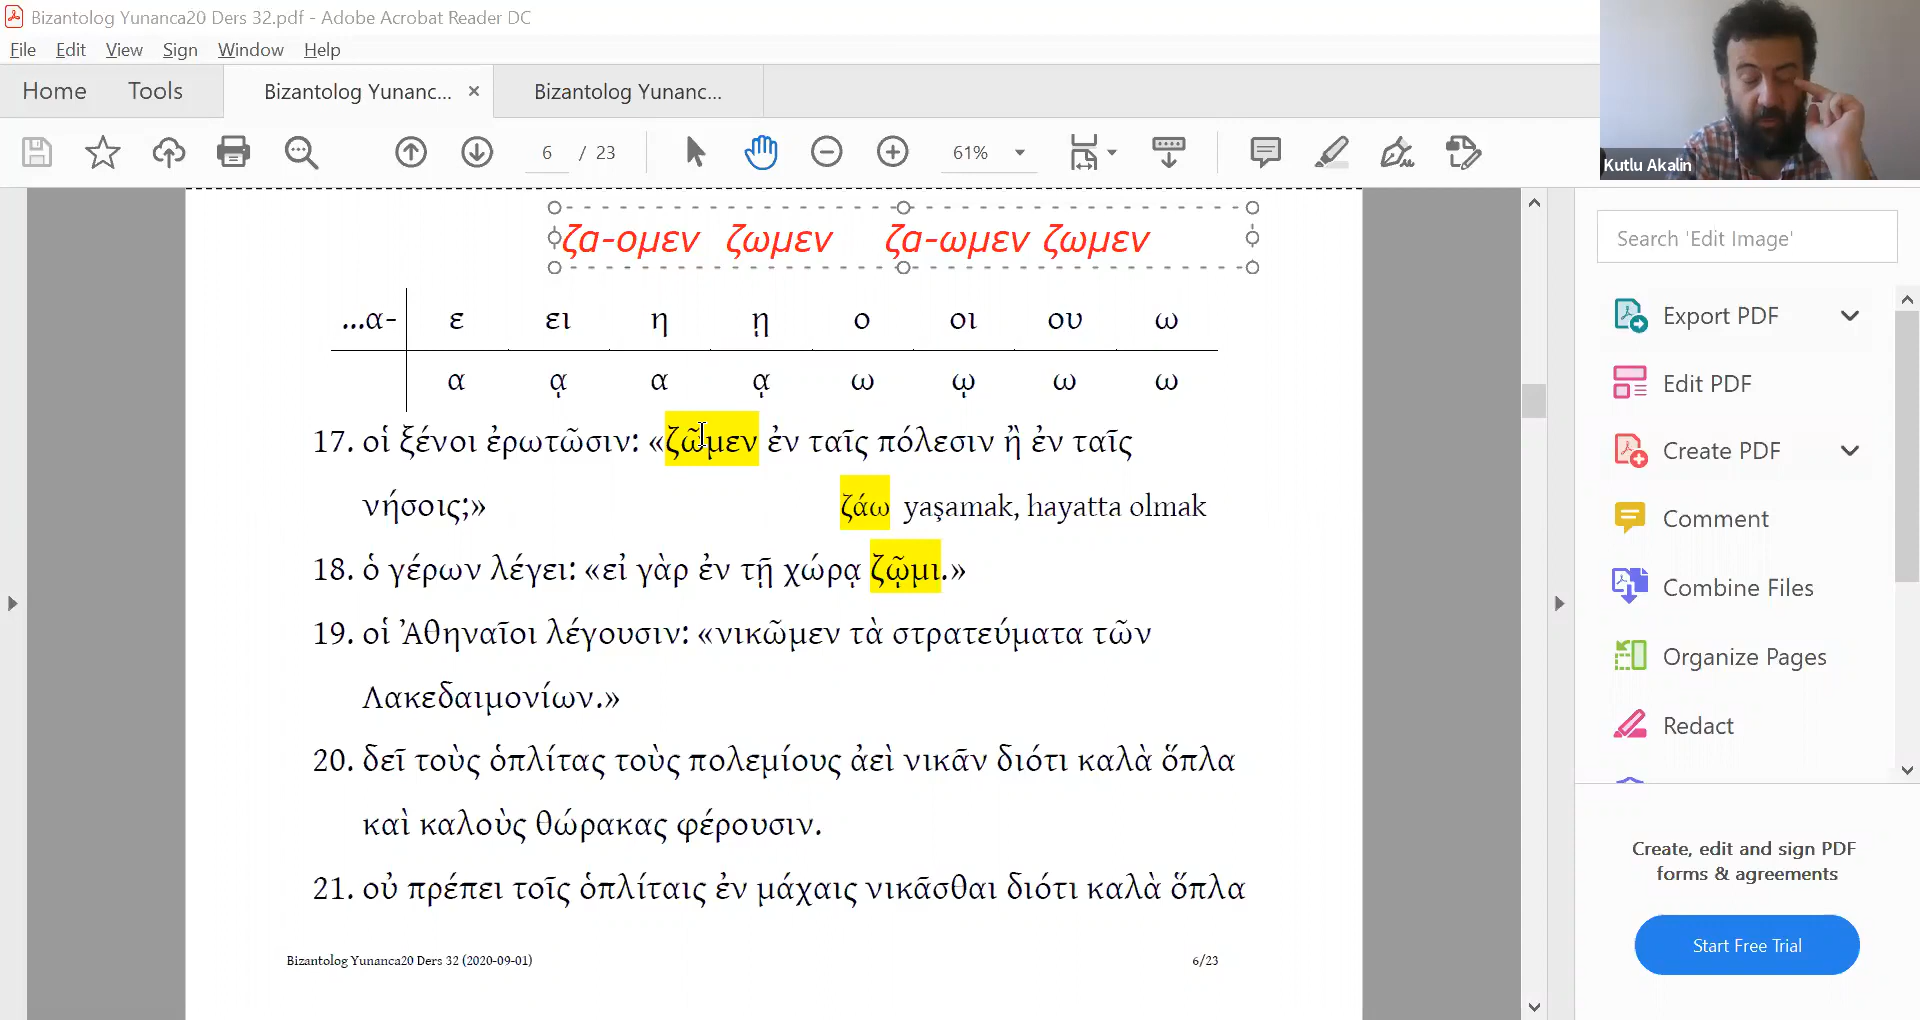 Bizantolog Yunanca20 Ders 32.pdf - Adobe Acrobat Reader DC
File Edit View Sign Window Help
Home Tools Bizantolog Yunanc... × Bizantolog Yunanc...
6 / 23 61%
Kutlu Akalin
ζα-ομεν ζωμεν ζα-ωμεν ζωμεν
...α- ε ει η ῃ ο οι ου ω
α ᾳ α ᾳ ω ῳ ω ω
17. οἱ ξένοι ἐρωτῶσιν: «ζῶμεν ἐν ταῖς πόλεσιν ἢ ἐν ταῖς
νήσοις;»
ζάω yaşamak, hayatta olmak
18. ὁ γέρων λέγει: «εἰ γὰρ ἐν τῇ χώρᾳ ζῷμι.»
19. οἱ Ἀθηναῖοι λέγουσιν: «νικῶμεν τὰ στρατεύματα τῶν
Λακεδαιμονίων.»
20. δεῖ τοὺς ὁπλίτας τοὺς πολεμίους ἀεὶ νικᾶν διότι καλὰ ὅπλα
καὶ καλοὺς θώρακας φέρουσιν.
21. οὐ πρέπει τοῖς ὁπλίταις ἐν μάχαις νικᾶσθαι διότι καλὰ ὅπλα
Bizantolog Yunanca20 Ders 32 (2020-09-01) 6/23
Search 'Edit Image'
Export PDF
Edit PDF
Create PDF
Comment
Combine Files
Organize Pages
Redact
Create, edit and sign PDF
forms & agreements
Start Free Trial